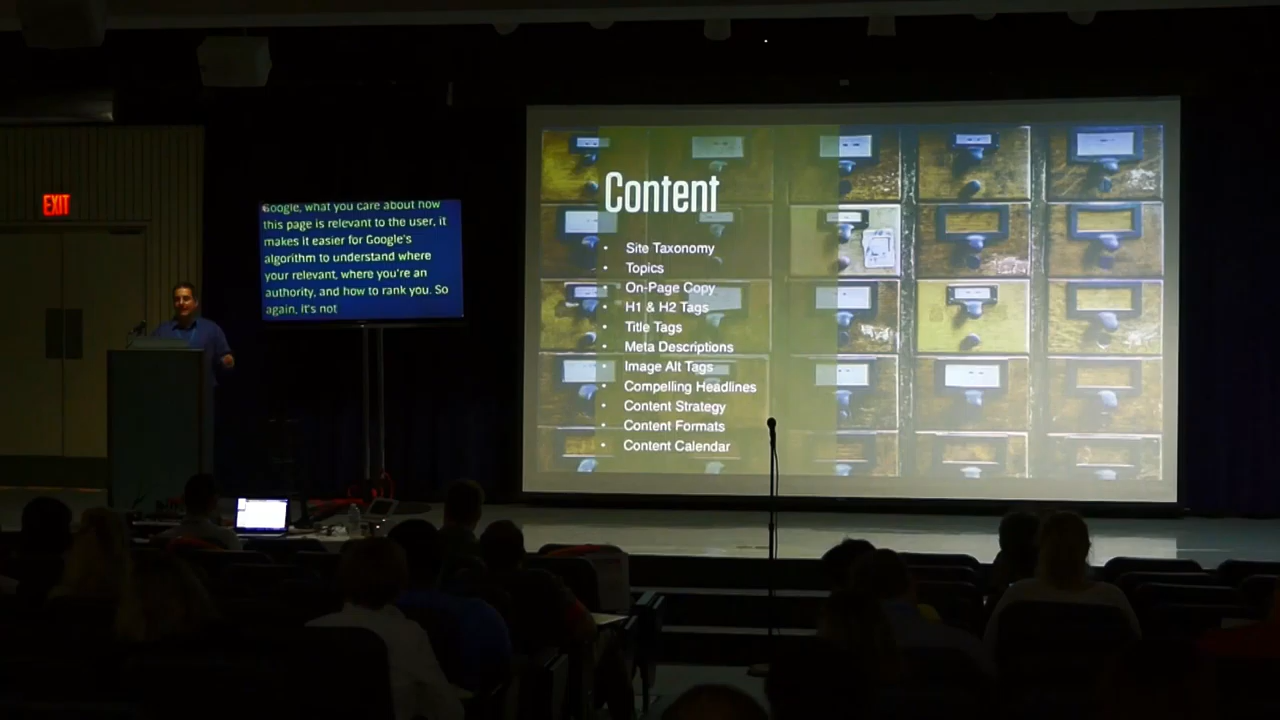 EXIT
Google, what you care about how
this page is relevant to the user, it
makes it easier for Google's
algorithm to understand where
your relevant, where you're an
authority, and how to rank you. So
again, it's not
Content
• Site Taxonomy
• Topics
• On-Page Copy
• H1 & H2 Tags
• Title Tags
• Meta Descriptions
• Image Alt Tags
• Compelling Headlines
• Content Strategy
• Content Formats
• Content Calendar